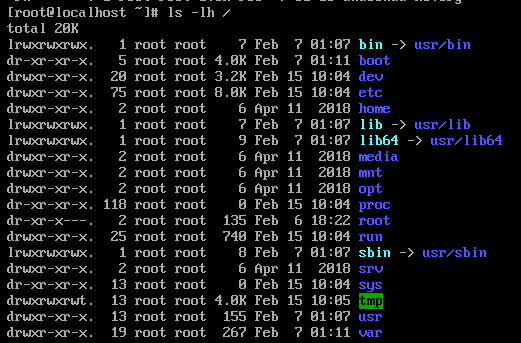 [root@localhost ~]# ls -lh /
total 20K
lrwxrwxrwx.   1 root root    7 Feb  7 01:07 bin -> usr/bin
dr-xr-xr-x.   5 root root 4.0K Feb  7 01:11 boot
drwxr-xr-x.  20 root root 3.2K Feb 15 10:04 dev
drwxr-xr-x.  75 root root 8.0K Feb 15 10:04 etc
drwxr-xr-x.   2 root root    6 Apr 11  2018 home
lrwxrwxrwx.   1 root root    7 Feb  7 01:07 lib -> usr/lib
lrwxrwxrwx.   1 root root    9 Feb  7 01:07 lib64 -> usr/lib64
drwxr-xr-x.   2 root root    6 Apr 11  2018 media
drwxr-xr-x.   2 root root    6 Apr 11  2018 mnt
drwxr-xr-x.   2 root root    6 Apr 11  2018 opt
dr-xr-xr-x. 118 root root    0 Feb 15 10:04 proc
dr-xr-x---.   2 root root  135 Feb  6 18:22 root
drwxr-xr-x.  25 root root  740 Feb 15 10:04 run
lrwxrwxrwx.   1 root root    8 Feb  7 01:07 sbin -> usr/sbin
drwxr-xr-x.   2 root root    6 Apr 11  2018 srv
dr-xr-xr-x.  13 root root    0 Feb 15 10:04 sys
drwxrwxrwt.  13 root root 4.0K Feb 15 10:05 tmp
drwxr-xr-x.  13 root root  155 Feb  7 01:07 usr
drwxr-xr-x.  19 root root  267 Feb  7 01:11 var